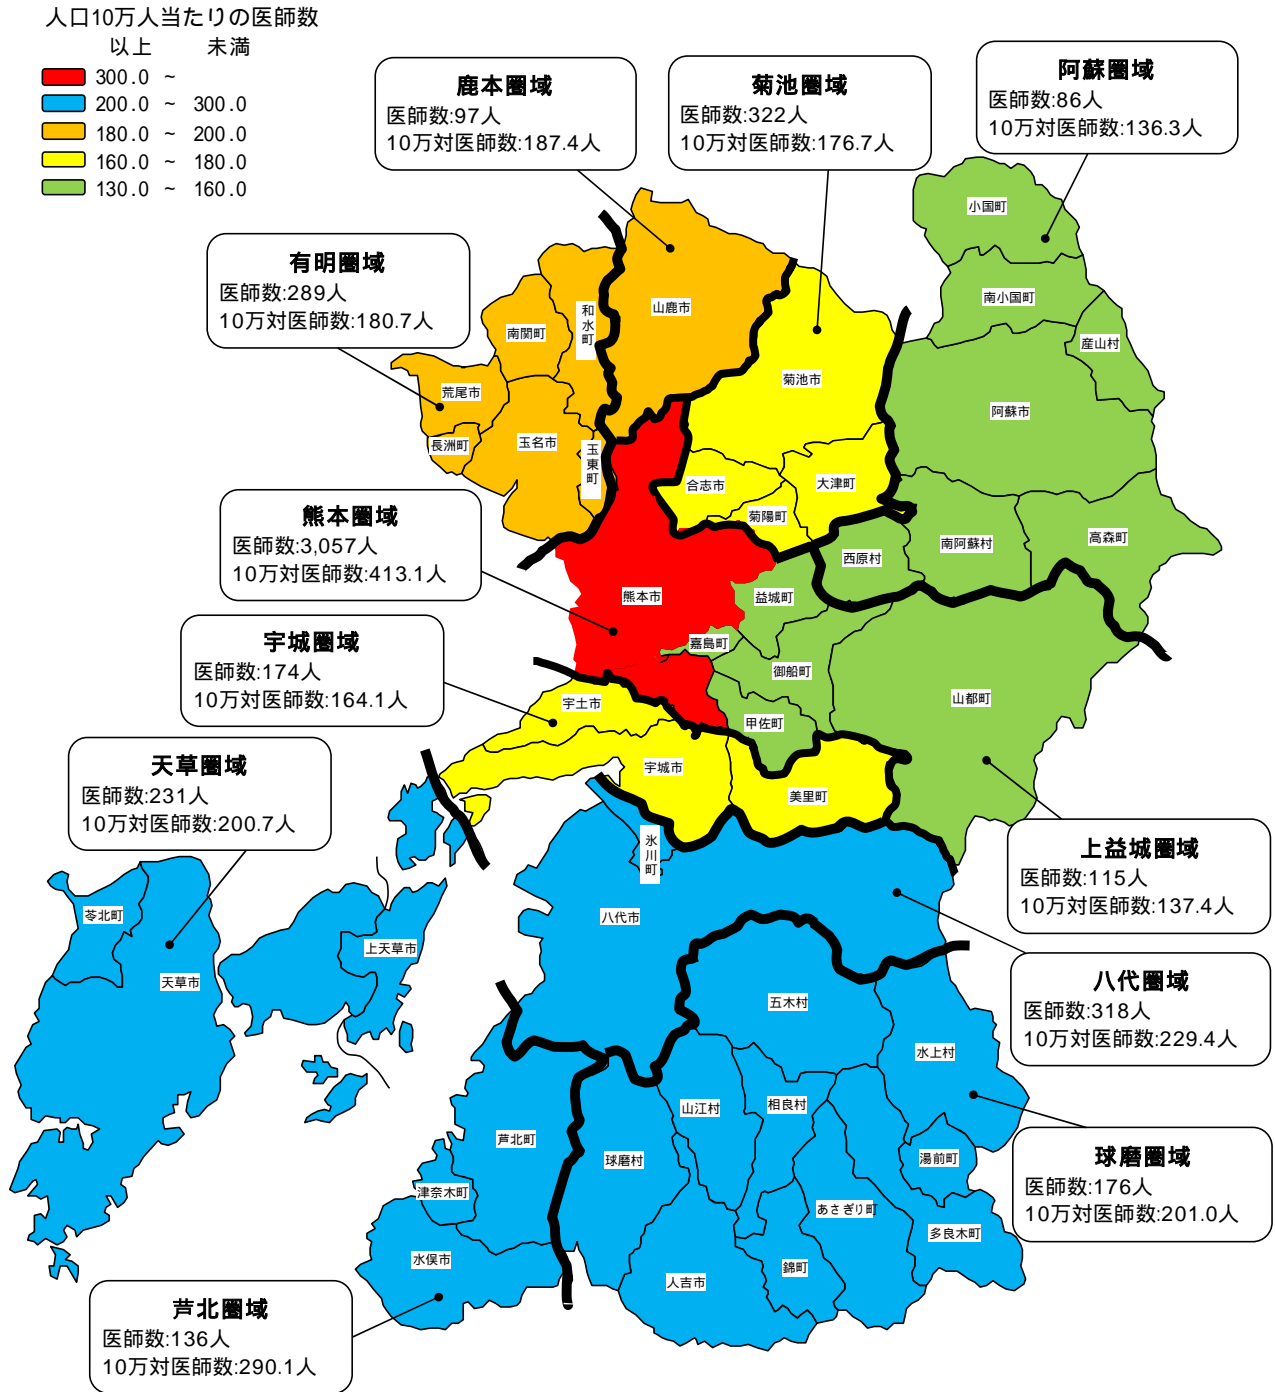 人口10万人当たりの医師数
以上 未満
300.0 ~
200.0 ~ 300.0
180.0 ~ 200.0
160.0 ~ 180.0
130.0 ~ 160.0
鹿本圏域
医師数:97人
10万対医師数:187.4人
菊池圏域
医師数:322人
10万対医師数:176.7人
阿蘇圏域
医師数:86人
10万対医師数:136.3人
有明圏域
医師数:289人
10万対医師数:180.7人
熊本圏域
医師数:3,057人
10万対医師数:413.1人
宇城圏域
医師数:174人
10万対医師数:164.1人
天草圏域
医師数:231人
10万対医師数:200.7人
上益城圏域
医師数:115人
10万対医師数:137.4人
八代圏域
医師数:318人
10万対医師数:229.4人
球磨圏域
医師数:176人
10万対医師数:201.0人
芦北圏域
医師数:136人
10万対医師数:290.1人
小国町
南小国町
産山村
阿蘇市
高森町
南阿蘇村
西原村
山鹿市
和水町
南関町
荒尾市
長洲町
玉名市
玉東町
菊池市
合志市
大津町
菊陽町
熊本市
益城町
嘉島町
御船町
甲佐町
山都町
宇土市
宇城市
美里町
氷川町
八代市
苓北町
天草市
上天草市
五木村
水上村
山江村
相良村
球磨村
湯前町
あさぎり町
多良木町
錦町
人吉市
芦北町
津奈木町
水俣市